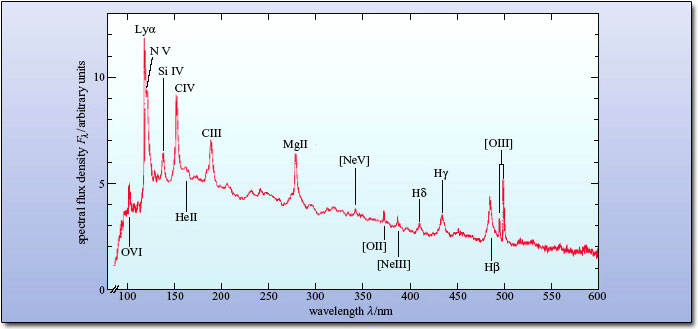 Lyα
N V
Si IV
CIV
CIII
MgII
[NeV]
Hδ
Hγ
[OIII]
OVI
HeII
[OII]
[NeIII]
Hβ
spectral flux density Fλ/arbitrary units
10
5
0
100 150 200 250 300 350 400 450 500 550 600
wavelength λ/nm